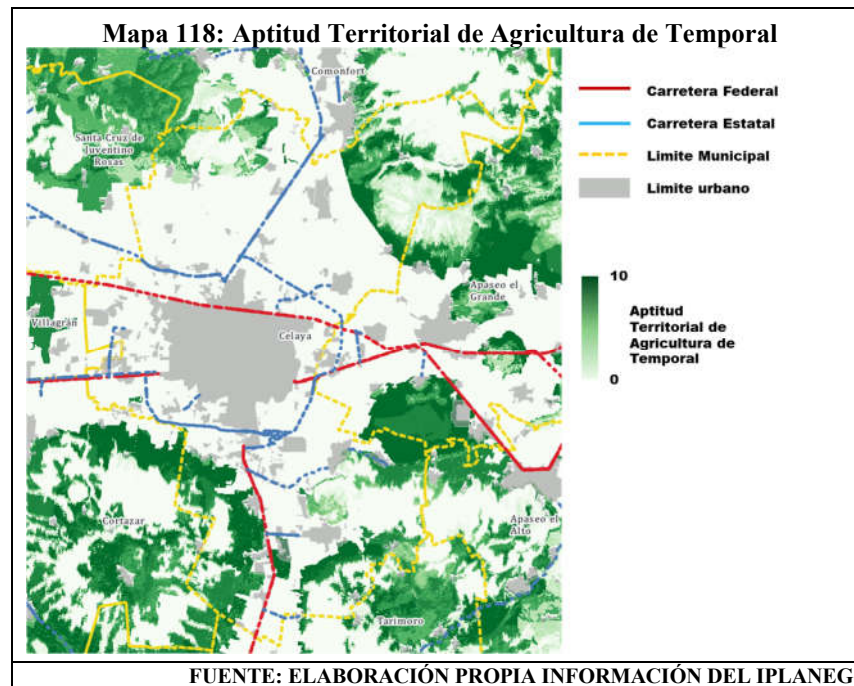 Mapa 118: Aptitud Territorial de Agricultura de Temporal
Comonfort
Santa Cruz de
Juventino
Rosas
Apaseo el
Grande
Villagrán
Celaya
Cortazar
Apaseo el
Alto
Tarimoro
Carretera Federal
Carretera Estatal
Limite Municipal
Limite urbano
10
Aptitud
Territorial de
Agricultura de
Temporal
0
FUENTE: ELABORACIÓN PROPIA INFORMACIÓN DEL IPLANEG